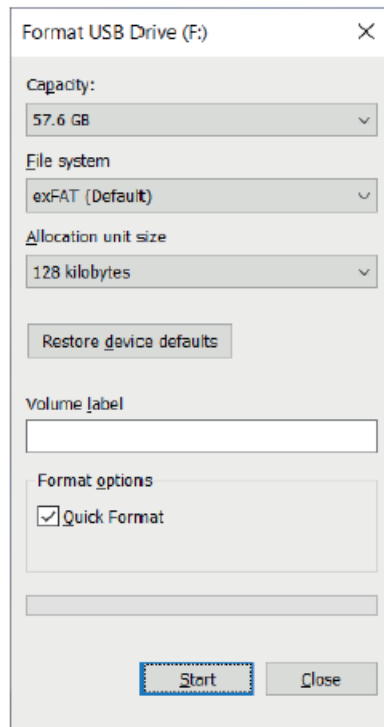 Format USB Drive (F:)
Capacity:
57.6 GB
File system
exFAT (Default)
Allocation unit size
128 kilobytes
Restore device defaults
Volume label
Format options
Quick Format
Start
Close